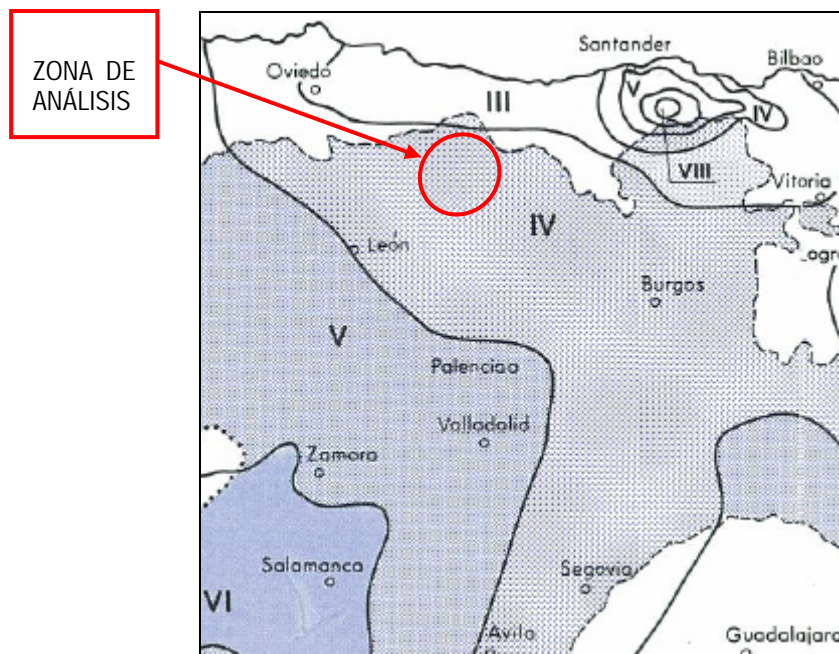 ZONA DE
ANÁLISIS
Santander
Bilbao
Oviedo
III
V
IV
VIII
Vitoria
León
IV
ogro
Burgos
V
Palencia
Valladolid
Zamora
Salamanca
Segovia
VI
Avila
Guadalajara